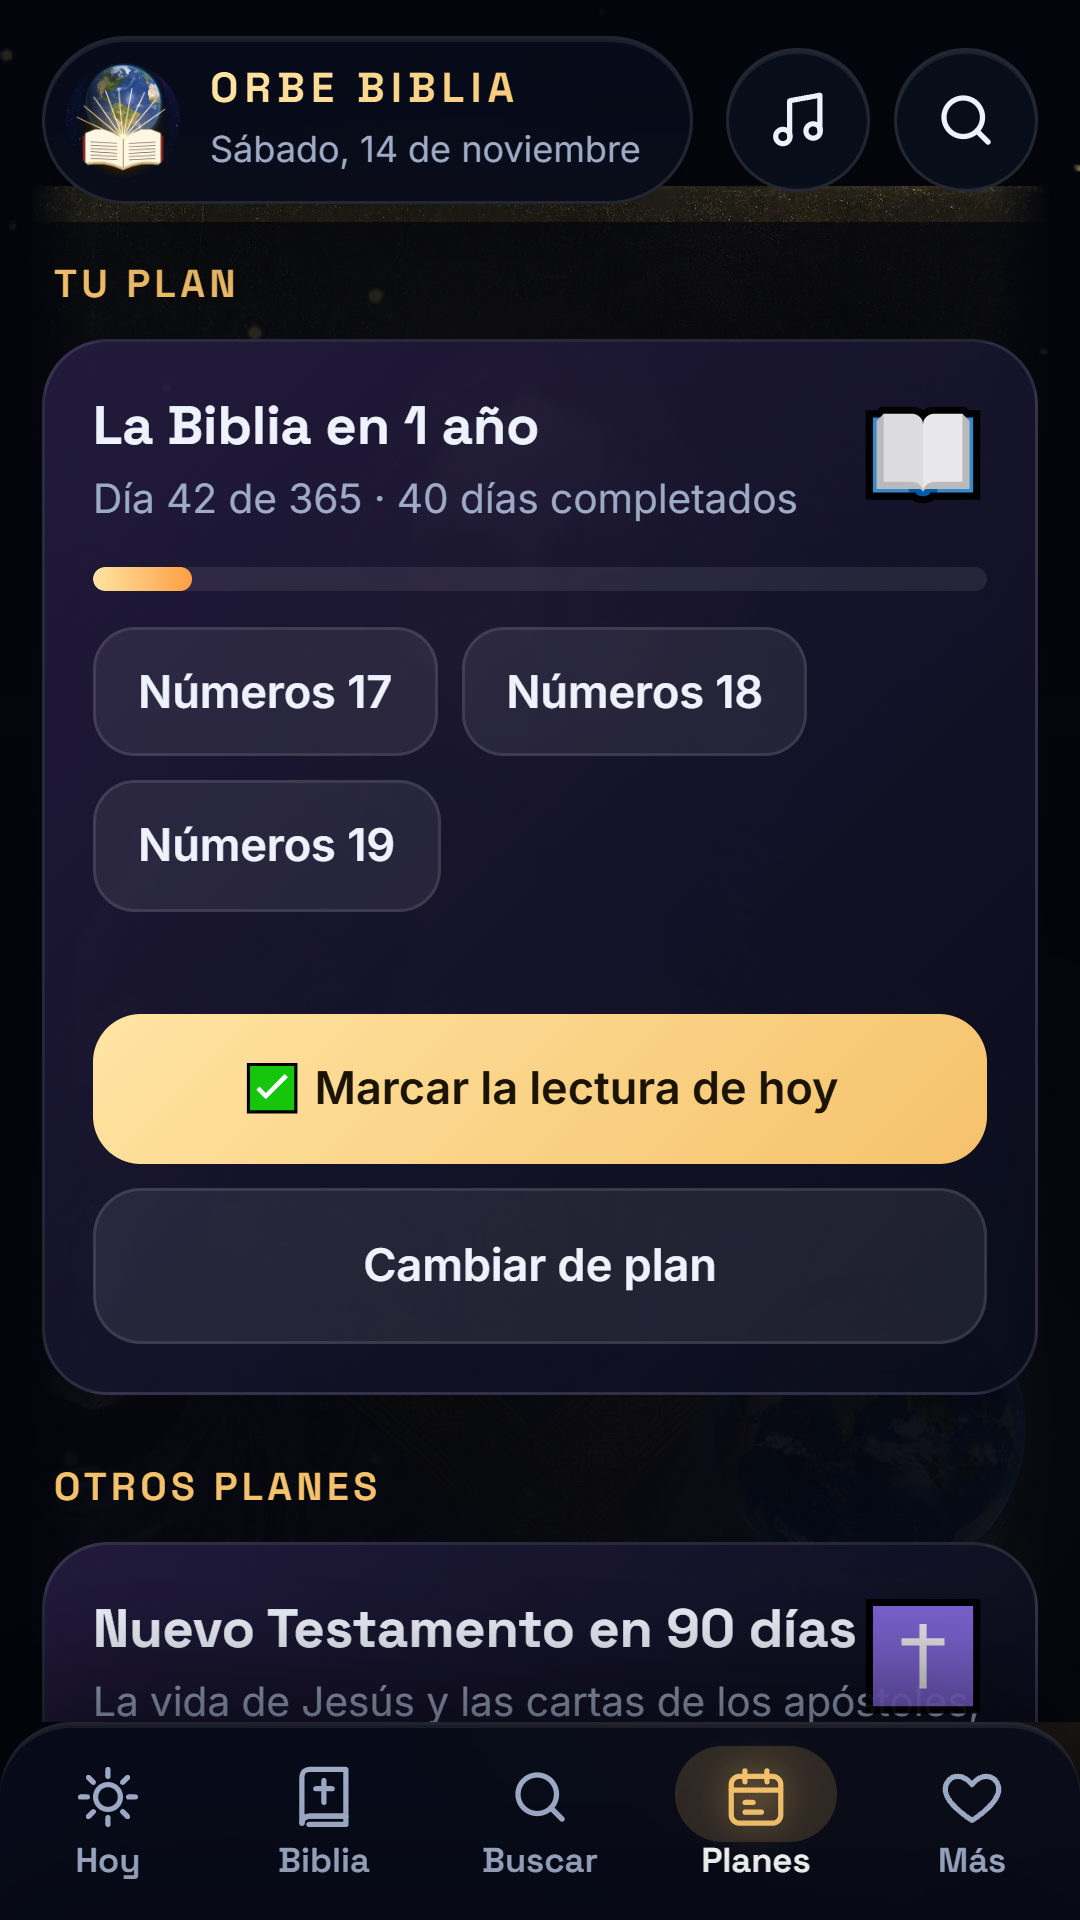 ORBE BIBLIA
Sábado, 14 de noviembre
TU PLAN
La Biblia en 1 año
Día 42 de 365 · 40 días completados
Números 17
Números 18
Números 19
Marcar la lectura de hoy
Cambiar de plan
OTROS PLANES
Nuevo Testamento en 90 días
La vida de Jesús y las cartas de los apóstoles,
Hoy
Biblia
Buscar
Planes
Más